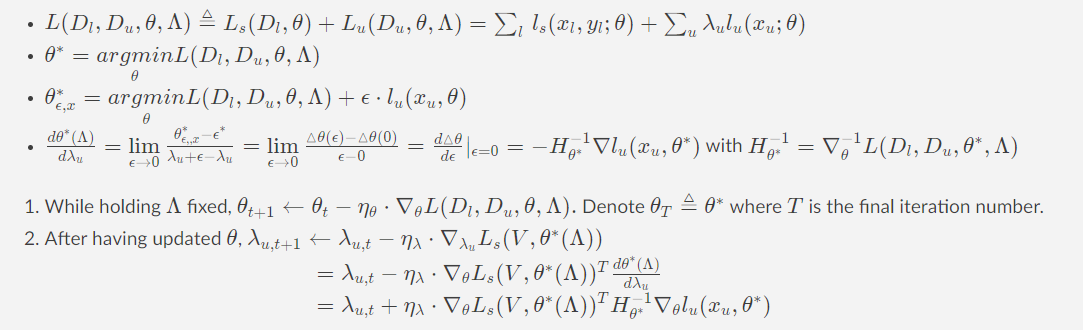 • L(D_l, D_u, θ, Λ) ≜ L_s(D_l, θ) + L_u(D_u, θ, Λ) = ∑_l l_s(x_l, y_l; θ) + ∑_u λ_u l_u(x_u; θ)
• θ* = argmin_θ L(D_l, D_u, θ, Λ)
• θ*_{ϵ,x} = argmin_θ L(D_l, D_u, θ, Λ) + ϵ · l_u(x_u, θ)
• dθ*(Λ)/dλ_u = lim_{ϵ→0} (θ*_{ϵ,,x} − ϵ*)/(λ_u+ϵ−λ_u) = lim_{ϵ→0} (△θ(ϵ)−△θ(0))/(ϵ−0) = d△θ/dϵ |_{ϵ=0} = −H_{θ*}^{−1}∇l_u(x_u, θ*) with H_{θ*}^{−1} = ∇_θ^{−1}L(D_l, D_u, θ*, Λ)
1. While holding Λ fixed, θ_{t+1} ← θ_t − η_θ · ∇_θ L(D_l, D_u, θ, Λ). Denote θ_T ≜ θ* where T is the final iteration number.
2. After having updated θ, λ_{u,t+1} ← λ_{u,t} − η_λ · ∇_{λ_u} L_s(V, θ*(Λ))
= λ_{u,t} − η_λ · ∇_θ L_s(V, θ*(Λ))^T dθ*(Λ)/dλ_u
= λ_{u,t} + η_λ · ∇_θ L_s(V, θ*(Λ))^T H_{θ*}^{−1}∇_θ l_u(x_u, θ*)